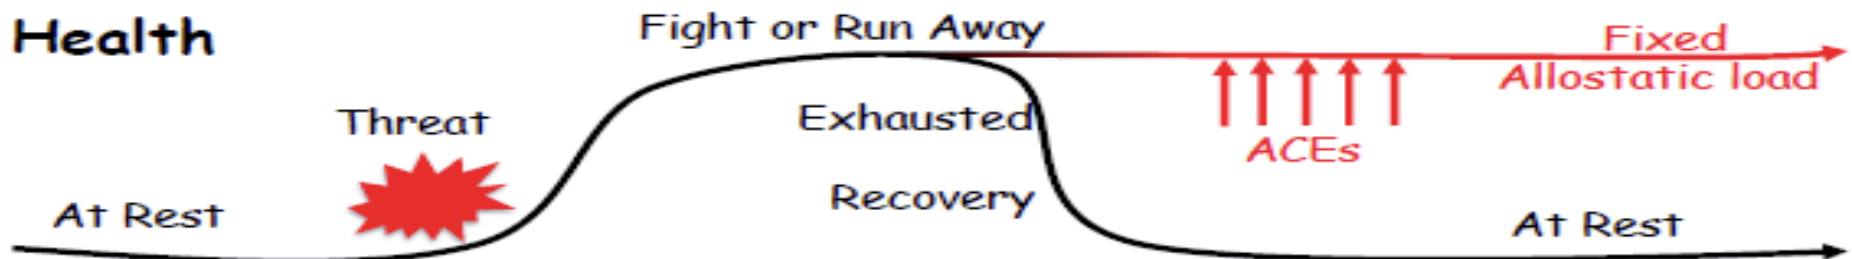 Health
Fight or Run Away
Fixed
Allostatic load
Threat
Exhausted
ACEs
Recovery
At Rest
At Rest